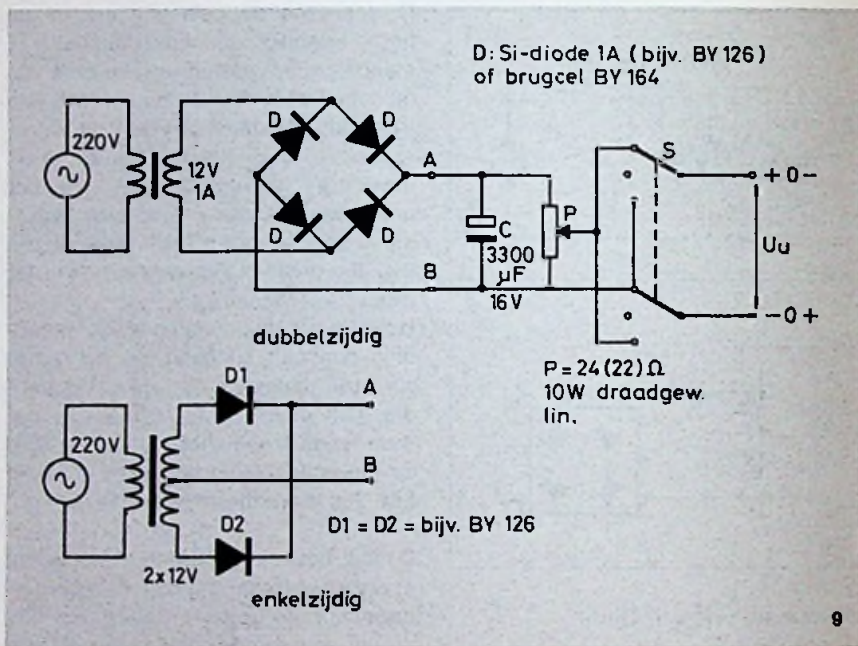 D: Si-diode 1A (bijv. BY 126)
of brugcel BY 164
220V
12V
1A
D
D
D
D
A
B
C
3300
µF
16V
P
S
+ 0 -
Uu
- 0 +
dubbelzijdig
P = 24 (22) Ω
10W draadgew.
lin.
220V
D1
D2
2x12V
A
B
D1 = D2 = bijv. BY 126
enkelzijdig
9